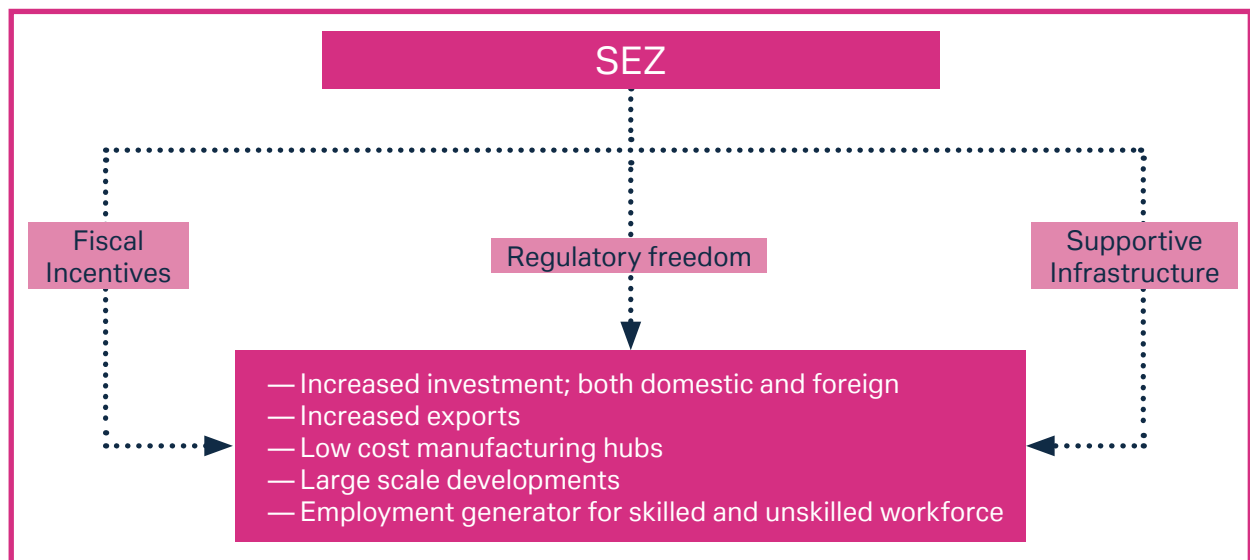 SEZ
Fiscal
Incentives
Regulatory freedom
Supportive
Infrastructure
— Increased investment; both domestic and foreign
— Increased exports
— Low cost manufacturing hubs
— Large scale developments
— Employment generator for skilled and unskilled workforce